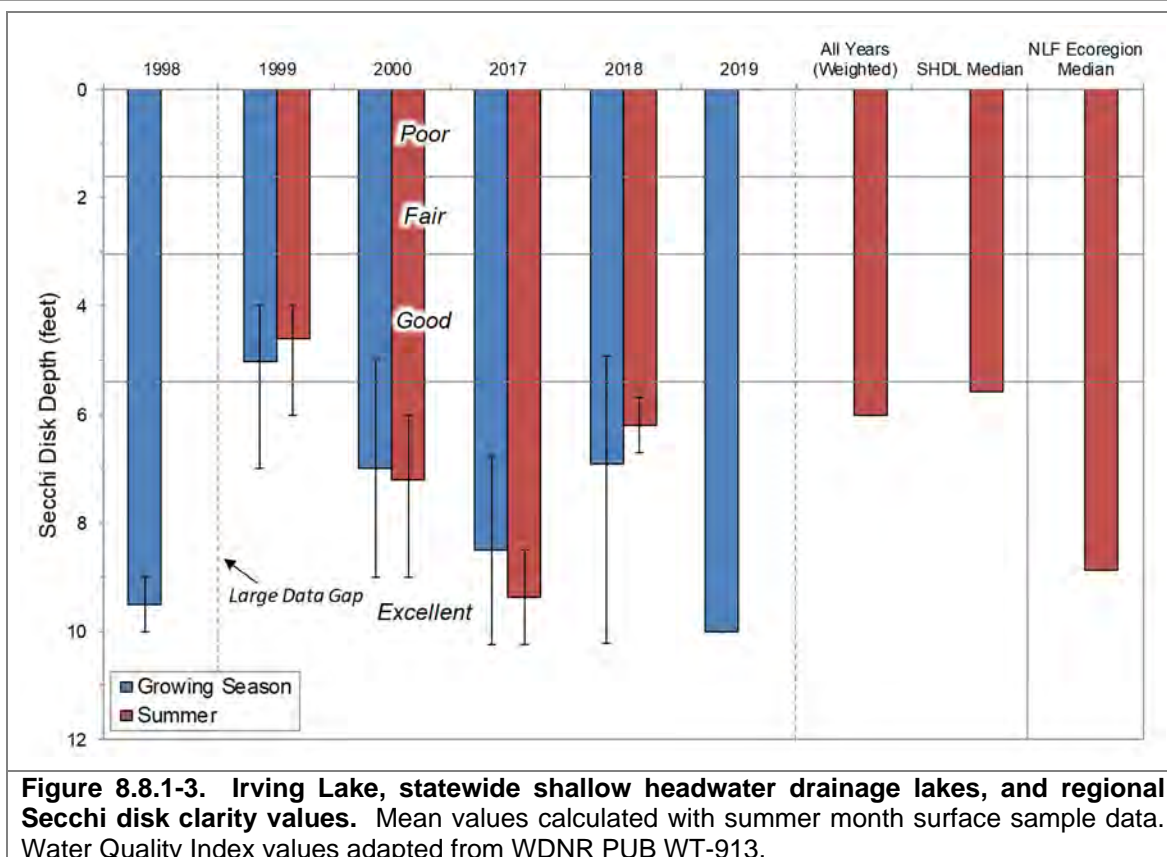 All Years
(Weighted)
SHDL Median
NLF Ecoregion
Median
1998
1999
2000
2017
2018
2019
0
2
4
6
8
10
12
Secchi Disk Depth (feet)
Poor
Fair
Good
Excellent
Large Data Gap
Growing Season
Summer
Figure 8.8.1-3. Irving Lake, statewide shallow headwater drainage lakes, and regional
Secchi disk clarity values. Mean values calculated with summer month surface sample data.
Water Quality Index values adapted from WDNR PUB WT-913.